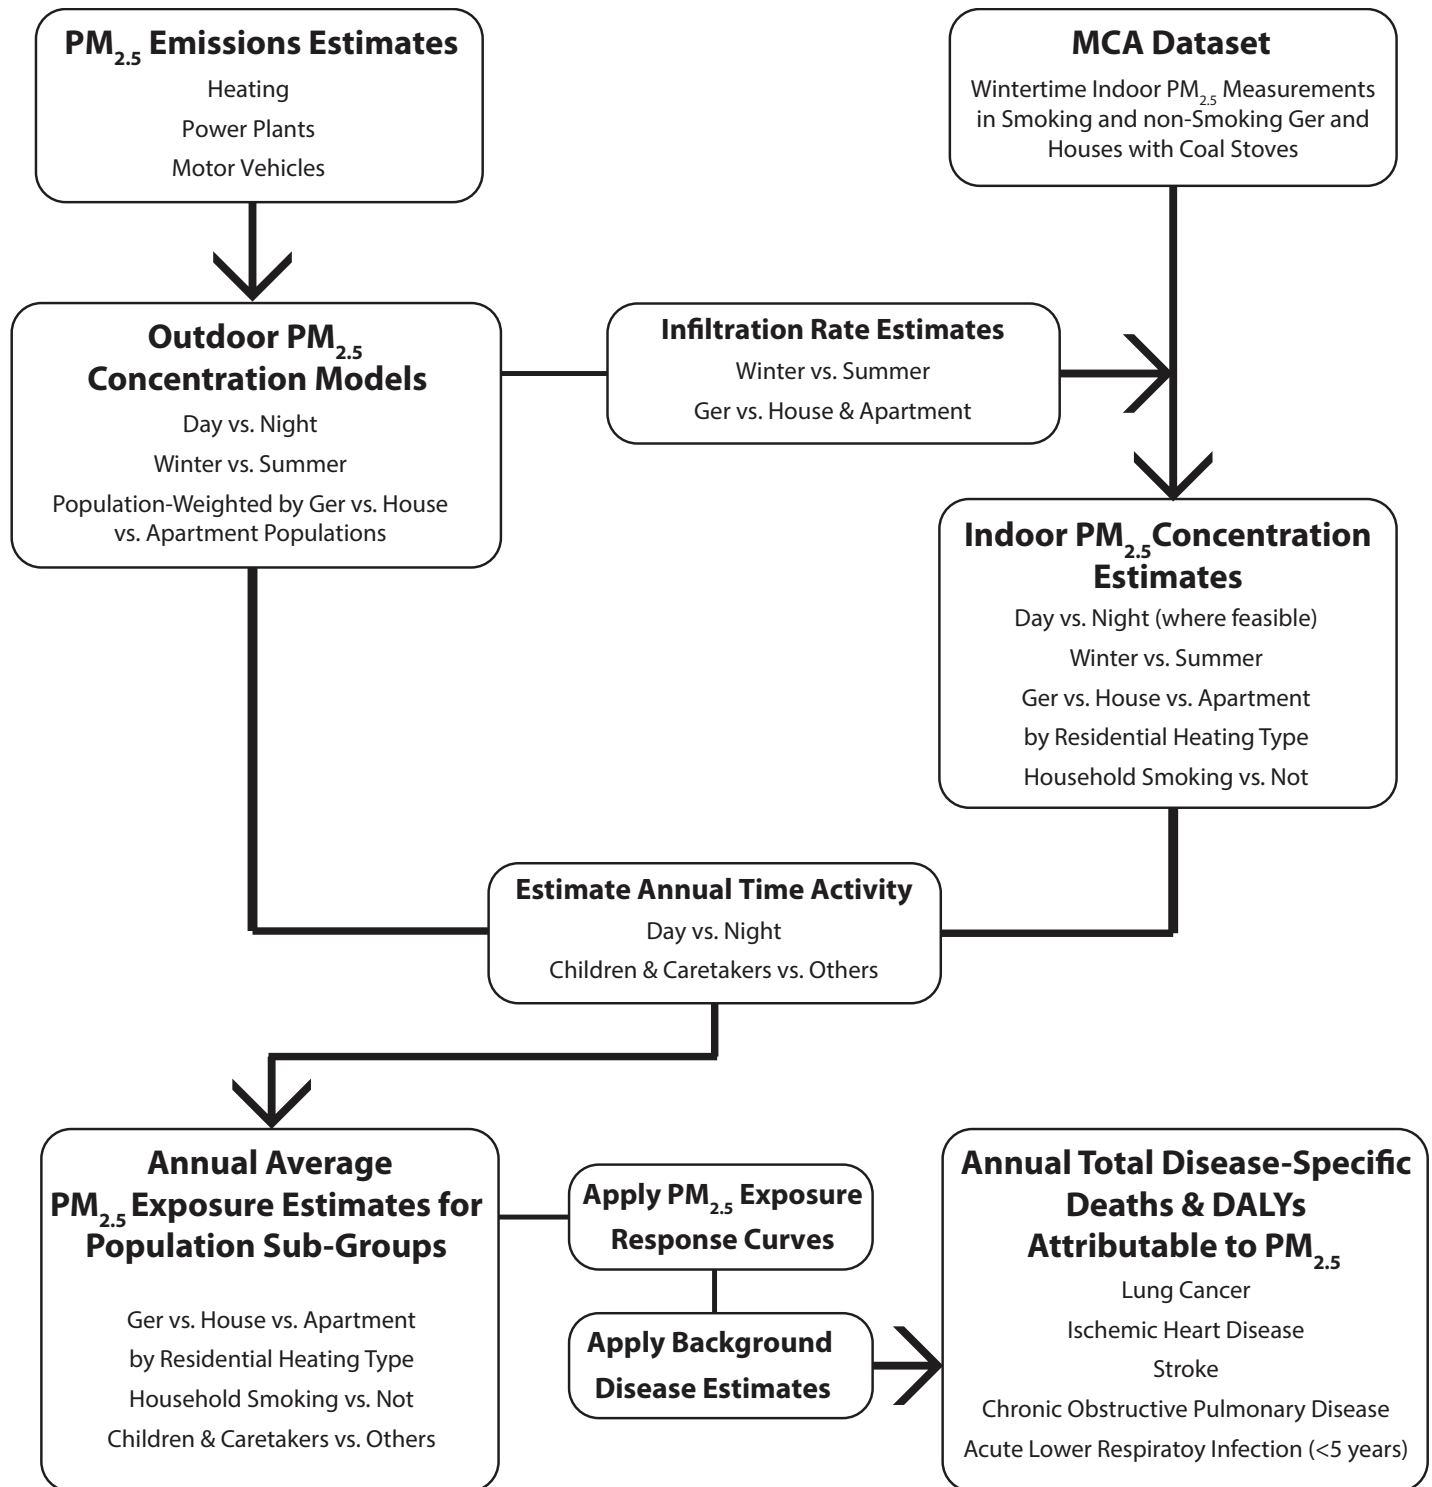 PM2.5 Emissions Estimates
Heating
Power Plants
Motor Vehicles
MCA Dataset
Wintertime Indoor PM2.5 Measurements
in Smoking and non-Smoking Ger and
Houses with Coal Stoves
Outdoor PM2.5
Concentration Models
Day vs. Night
Winter vs. Summer
Population-Weighted by Ger vs. House
vs. Apartment Populations
Infiltration Rate Estimates
Winter vs. Summer
Ger vs. House & Apartment
Indoor PM2.5 Concentration
Estimates
Day vs. Night (where feasible)
Winter vs. Summer
Ger vs. House vs. Apartment
by Residential Heating Type
Household Smoking vs. Not
Estimate Annual Time Activity
Day vs. Night
Children & Caretakers vs. Others
Annual Average
PM2.5 Exposure Estimates for
Population Sub-Groups
Ger vs. House vs. Apartment
by Residential Heating Type
Household Smoking vs. Not
Children & Caretakers vs. Others
Apply PM2.5 Exposure
Response Curves
Apply Background
Disease Estimates
Annual Total Disease-Specific
Deaths & DALYs
Attributable to PM2.5
Lung Cancer
Ischemic Heart Disease
Stroke
Chronic Obstructive Pulmonary Disease
Acute Lower Respiratoy Infection (<5 years)